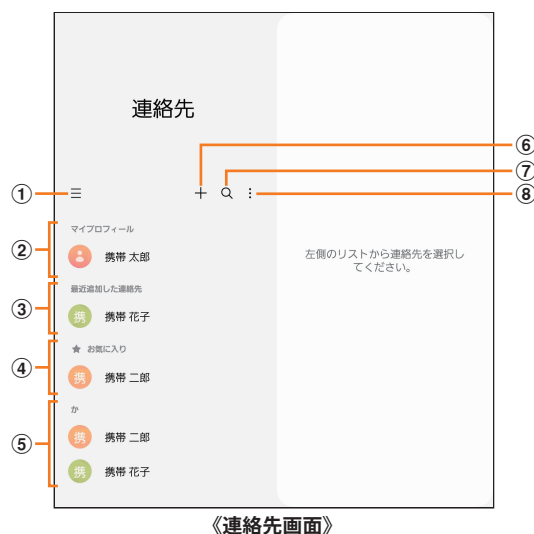 連絡先
⑥
⑦
① ⑧
マイプロフィール
② 携帯 太郎
左側のリストから連絡先を選択し
てください。
最近追加した連絡先
③ 携 携帯 花子
★ お気に入り
④ 携 携帯 二郎
か
⑤ 携 携帯 二郎
携 携帯 花子
《連絡先画面》